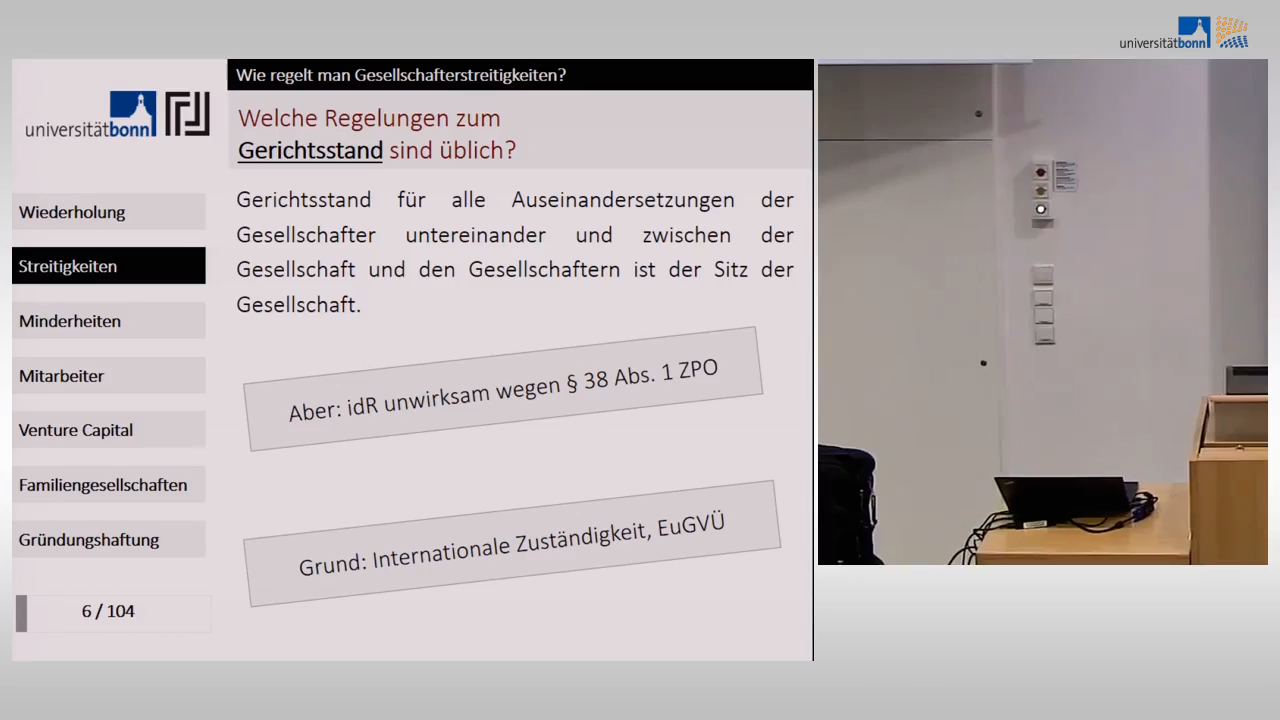 universitätbonn
Wie regelt man Gesellschafterstreitigkeiten?
universitätbonn
Welche Regelungen zum
Gerichtsstand sind üblich?
Wiederholung
Streitigkeiten
Minderheiten
Mitarbeiter
Venture Capital
Familiengesellschaften
Gründungshaftung
6 / 104
Gerichtsstand für alle Auseinandersetzungen der
Gesellschafter untereinander und zwischen der
Gesellschaft und den Gesellschaftern ist der Sitz der
Gesellschaft.
Aber: idR unwirksam wegen § 38 Abs. 1 ZPO
Grund: Internationale Zuständigkeit, EuGVÜ